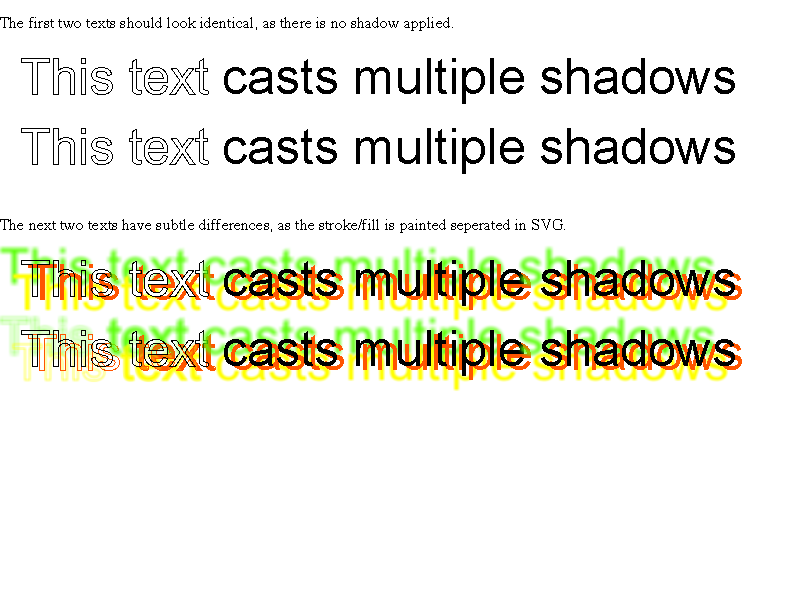 The first two texts should look identical, as there is no shadow applied.
This text casts multiple shadows
This text casts multiple shadows
The next two texts have subtle differences, as the stroke/fill is painted seperated in SVG.
This text casts multiple shadows
This text casts multiple shadows